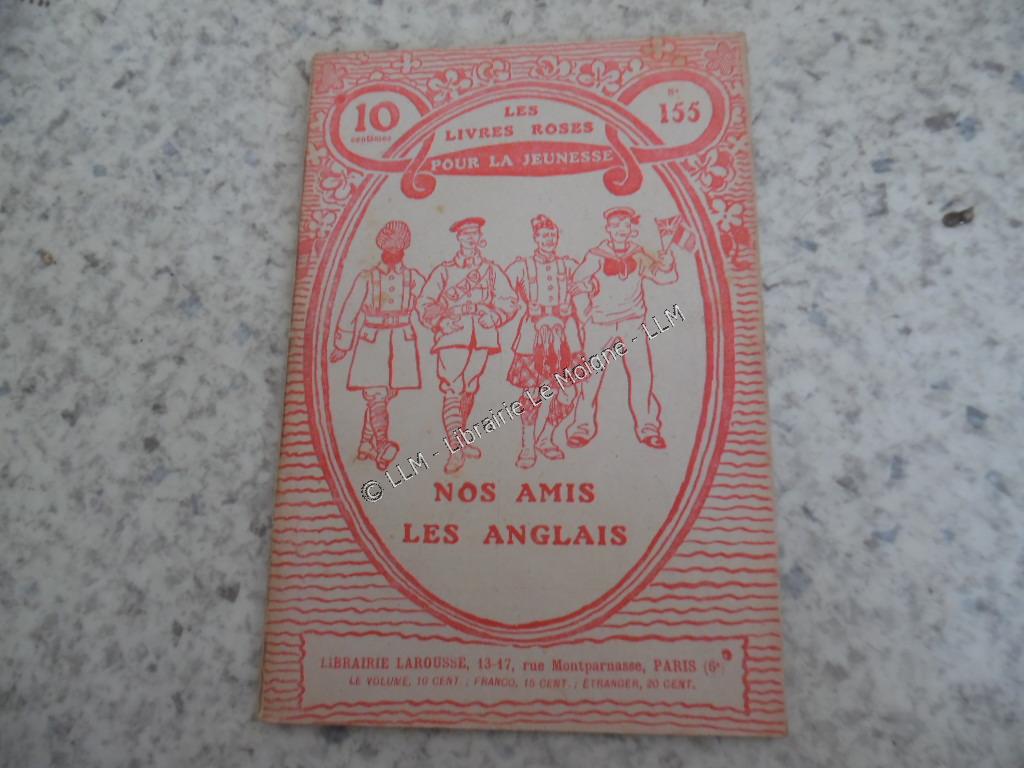 10
centimes
LES
LIVRES ROSES
POUR LA JEUNESSE
No
155
© LLM - Librairie Le Moigne - LLM
NOS AMIS
LES ANGLAIS
LIBRAIRIE LAROUSSE, 13-17, rue Montparnasse, PARIS (6e)
LE VOLUME, 10 CENT.; FRANCO, 15 CENT.; ÉTRANGER, 20 CENT.